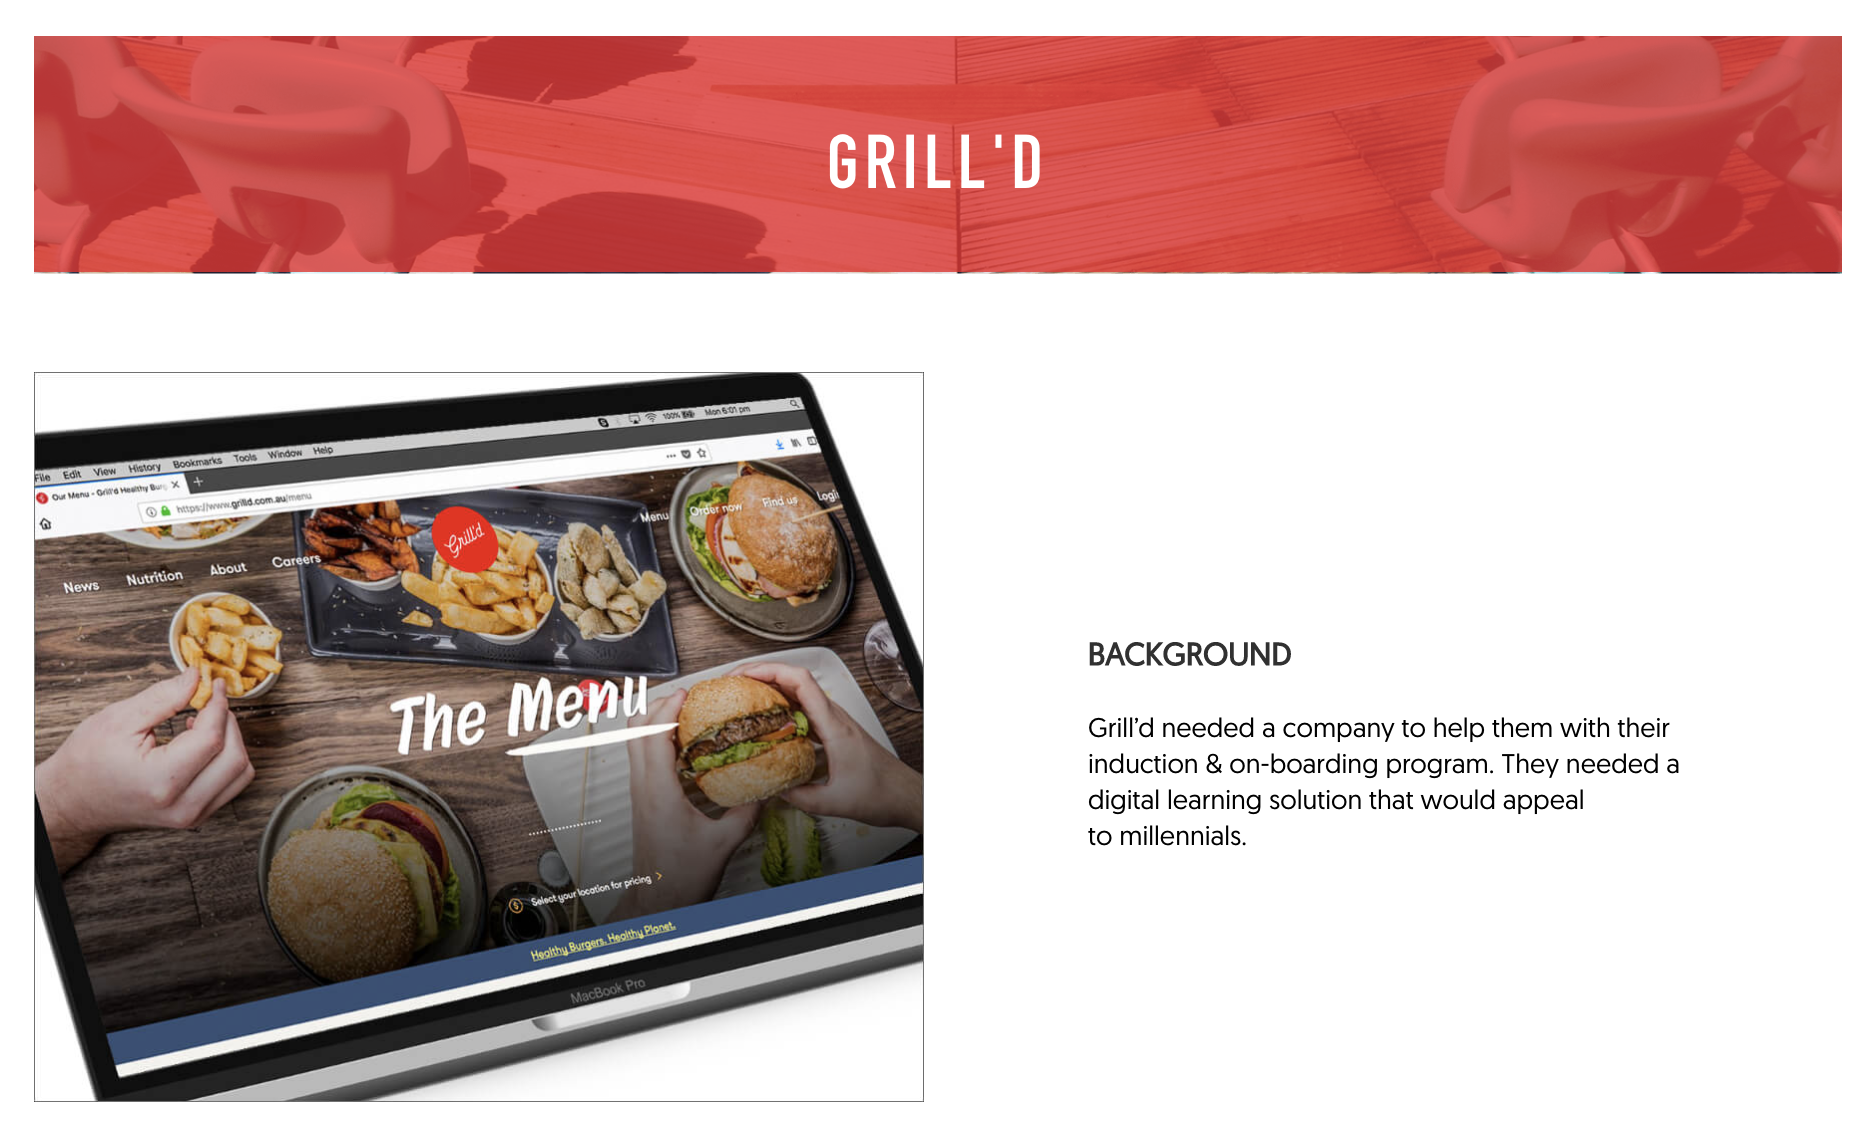 GRILL'D
File Edit View History Bookmarks Tools Window Help
100%
Mon 6:01 pm
Our Menu - Grill'd Healthy Burg
https://www.grilld.com.au/menu
News Nutrition About Careers
Grill'd
Menu Order now Find us Logi
The Menu
Select your location for pricing >
Healthy Burgers. Healthy Planet.
MacBook Pro
BACKGROUND
Grill’d needed a company to help them with their
induction & on-boarding program. They needed a
digital learning solution that would appeal
to millennials.